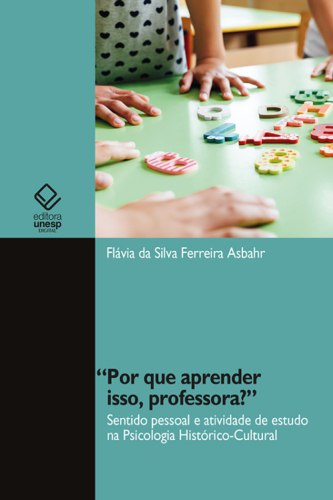 editora
unesp
DIGITAL
Flávia da Silva Ferreira Asbahr
“Por que aprender
isso, professora?”
Sentido pessoal e atividade de estudo
na Psicologia Histórico-Cultural